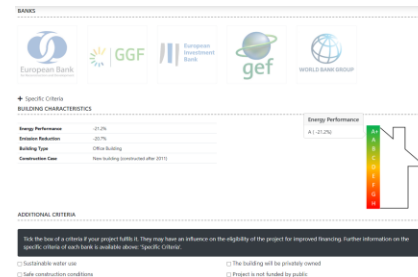 BANKS
European Bank
GGF
European
Investment
Bank
gef
WORLD BANK GROUP
+ Specific Criteria
BUILDING CHARACTERISTICS
Energy Performance -21.2%
Emission Reduction -20.7%
Building Type Office Building
Construction Case New building (constructed after 2011)
Energy Performance
A ( -21.2%)
A+
A
B
C
D
E
F
G
H
ADDITIONAL CRITERIA
Tick the box of a criteria if your project fulfils it. They may have an influence on the eligibility of the project for improved financing. Further information on the
specific criteria of each bank is available above: 'Specific Criteria'.
Sustainable water use
The building will be privately owned
Safe construction conditions
Project is not funded by public